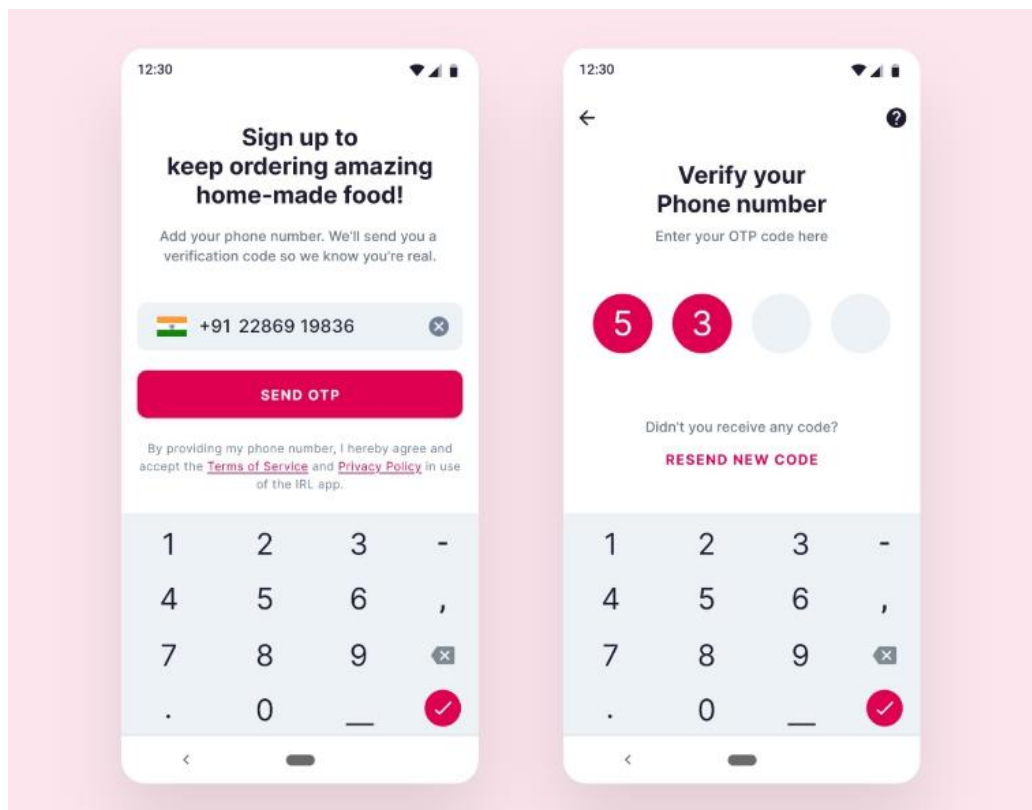 12:30
Sign up to
keep ordering amazing
home-made food!
Add your phone number. We'll send you a
verification code so we know you're real.
+91 22869 19836
SEND OTP
By providing my phone number, I hereby agree and
accept the Terms of Service and Privacy Policy in use
of the IRL app.
1 2 3 -
4 5 6 ,
7 8 9
. 0 _
12:30
Verify your
Phone number
Enter your OTP code here
5 3
Didn't you receive any code?
RESEND NEW CODE
1 2 3 -
4 5 6 ,
7 8 9
. 0 _